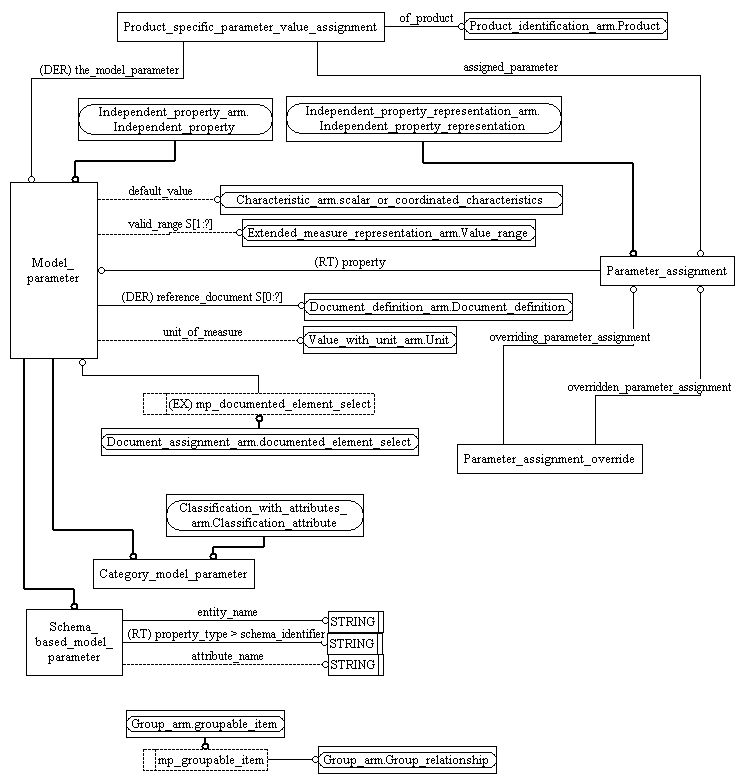 Product_specific_parameter_value_assignment
of_product
Product_identification_arm.Product
(DER) the_model_parameter
assigned_parameter
Independent_property_arm.
Independent_property
Independent_property_representation_arm.
Independent_property_representation
default_value
Characteristic_arm.scalar_or_coordinated_characteristics
valid_range S[1:?]
Extended_measure_representation_arm.Value_range
Model_
parameter
(RT) property
Parameter_assignment
(DER) reference_document S[0:?]
Document_definition_arm.Document_definition
unit_of_measure
Value_with_unit_arm.Unit
overriding_parameter_assignment
overridden_parameter_assignment
(EX) mp_documented_element_select
Document_assignment_arm.documented_element_select
Parameter_assignment_override
Classification_with_attributes_
arm.Classification_attribute
Category_model_parameter
Schema_
based_model_
parameter
entity_name
STRING
(RT) property_type > schema_identifier
STRING
attribute_name
STRING
Group_arm.groupable_item
mp_groupable_item
Group_arm.Group_relationship